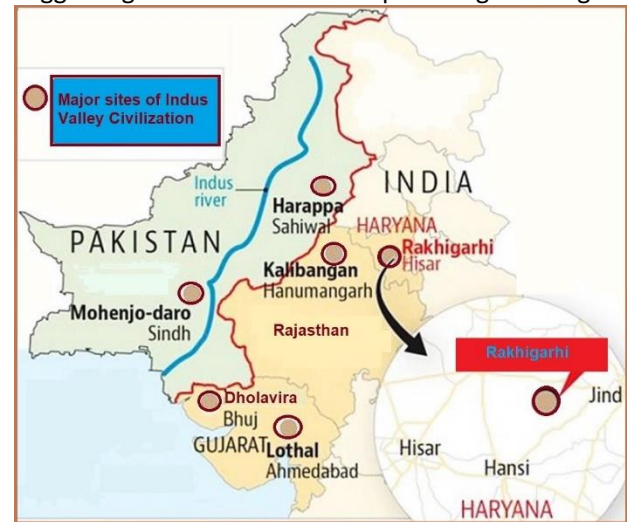 Major sites of Indus
Valley Civilization
Indus
river
INDIA
Harappa
Sahiwal
HARYANA
PAKISTAN
Rakhigarhi
Hisar
Kalibangan
Hanumangarh
Mohenjo-daro
Sindh
Rajasthan
Rakhigarhi
Dholavira
Bhuj
Jind
GUJARAT
Lothal
Ahmedabad
Hisar
Hansi
HARYANA